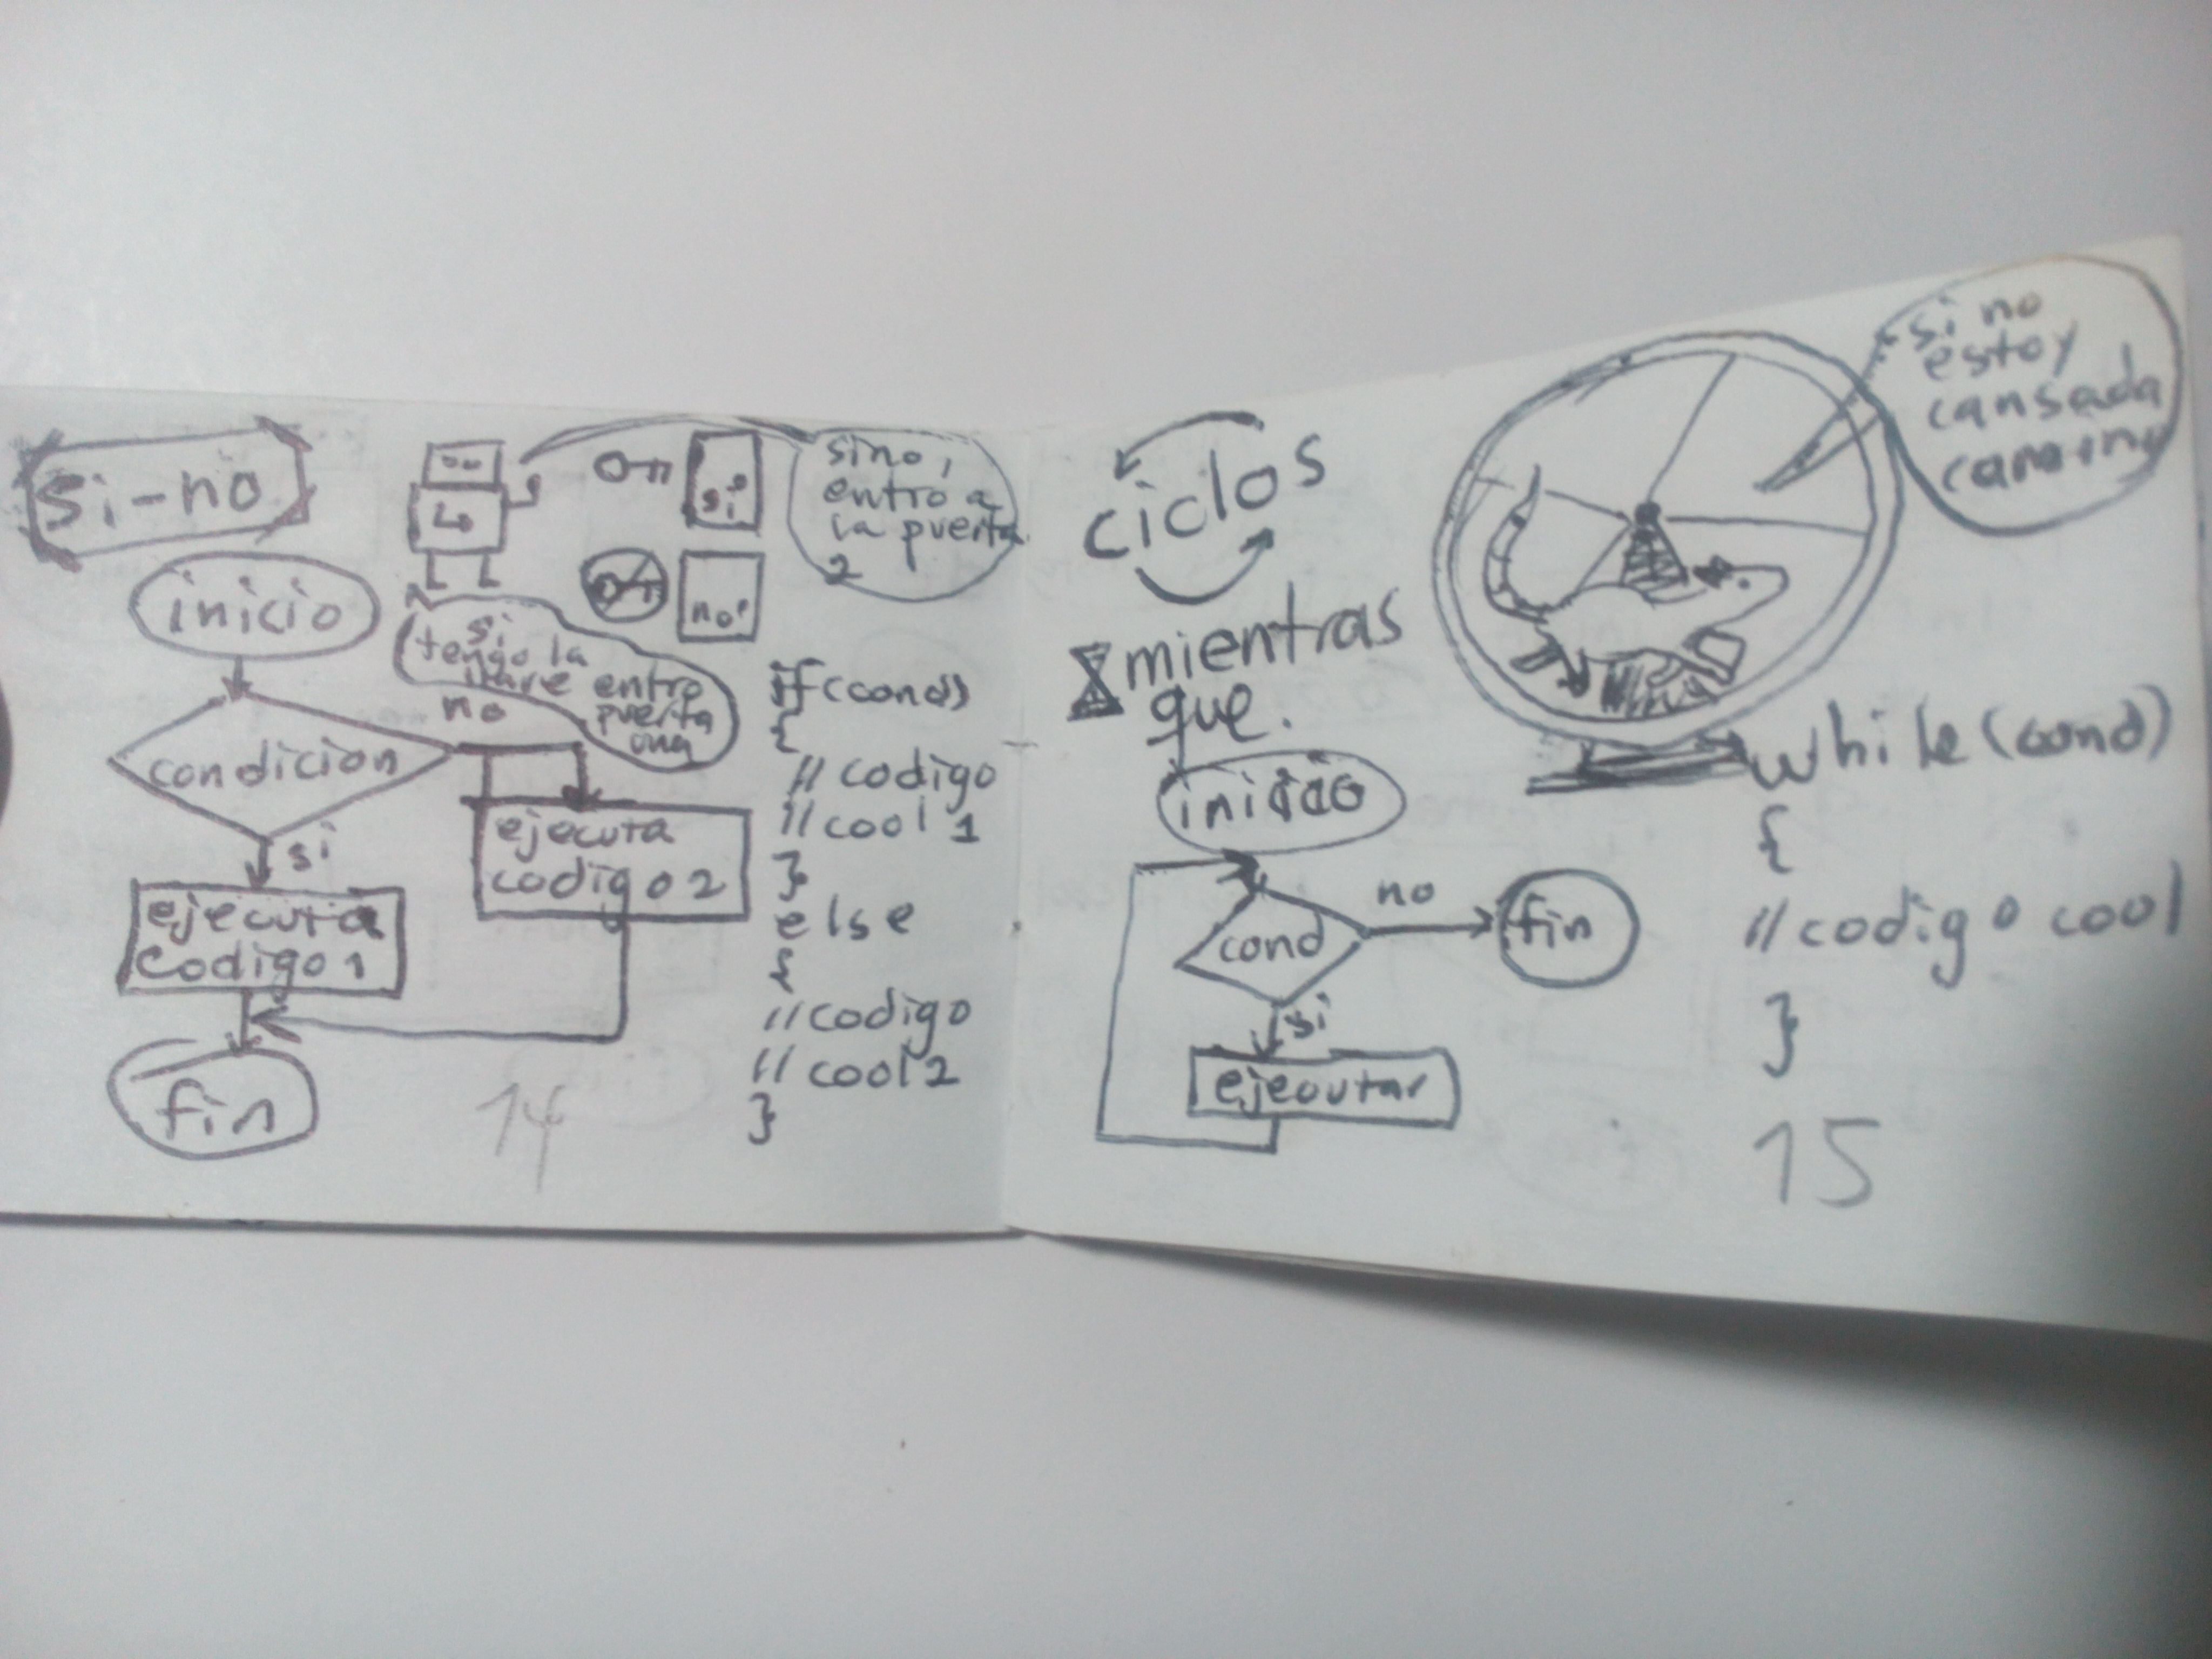 si-no
Lo
si
no
sino,
entro a
la puerta
2
si
tengo la
llave entro
puerta
una
inicio
condicion
no
si
ejecuta
codigo 1
ejecuta
codigo 2
fin
if(cond)
{
// codigo
// cool 1
}
else
{
// codigo
// cool 2
}
14
ciclos
mientras
que.
si no
estoy
cansada
inicio
cond
no
fin
si
ejecutar
while (cond)
{
// codigo cool
}
15